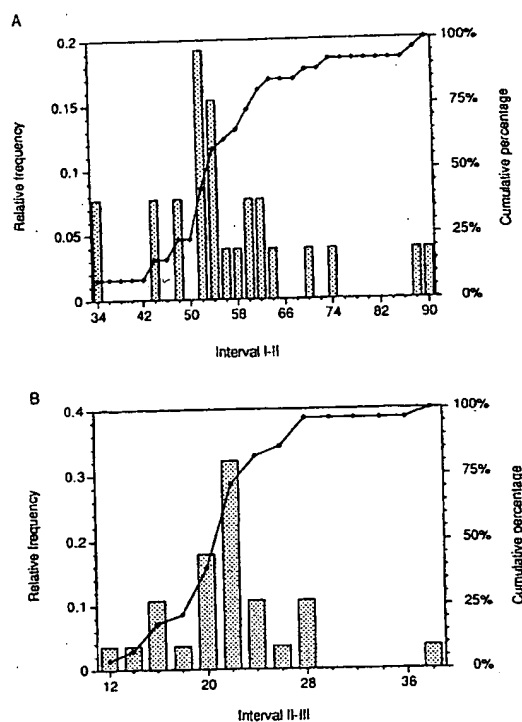 A
0.2
0.15
0.1
0.05
0
Relative frequency
34 42 50 58 66 74 82 90
Interval I-II
100%
75%
50%
25%
0%
Cumulative percentage
B
0.4
0.3
0.2
0.1
0
Relative frequency
12 20 28 36
Interval II-III
100%
75%
50%
25%
0%
Cumulative percentage